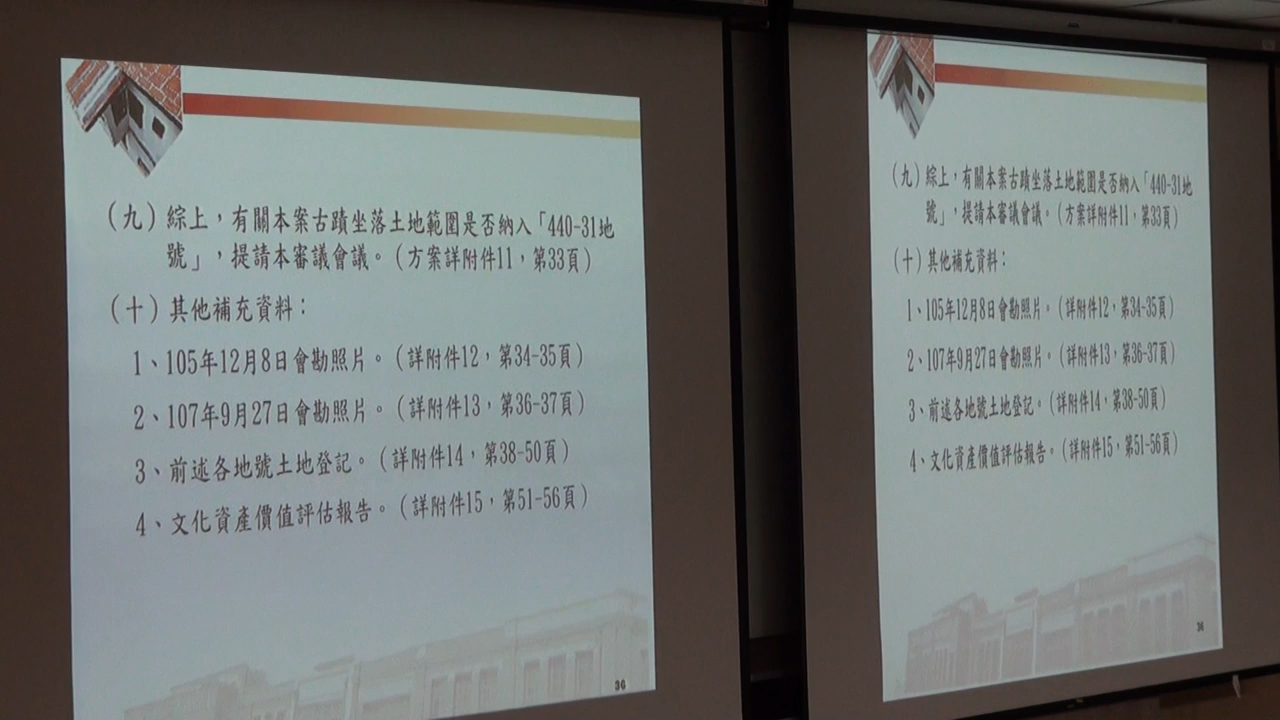 (九)綜上，有關本案古蹟坐落土地範圍是否納入「440-31地
號」，提請本審議會議。(方案詳附件11，第33頁)
(十)其他補充資料：
1、105年12月8日會勘照片。(詳附件12，第34-35頁)
2、107年9月27日會勘照片。(詳附件13，第36-37頁)
3、前述各地號土地登記。(詳附件14，第38-50頁)
4、文化資產價值評估報告。(詳附件15，第51-56頁)
36
(九)綜上，有關本案古蹟坐落土地範圍是否納入「440-31地
號」，提請本審議會議。(方案詳附件11，第33頁)
(十)其他補充資料：
1、105年12月8日會勘照片。(詳附件12，第34-35頁)
2、107年9月27日會勘照片。(詳附件13，第36-37頁)
3、前述各地號土地登記。(詳附件14，第38-50頁)
4、文化資產價值評估報告。(詳附件15，第51-56頁)
36